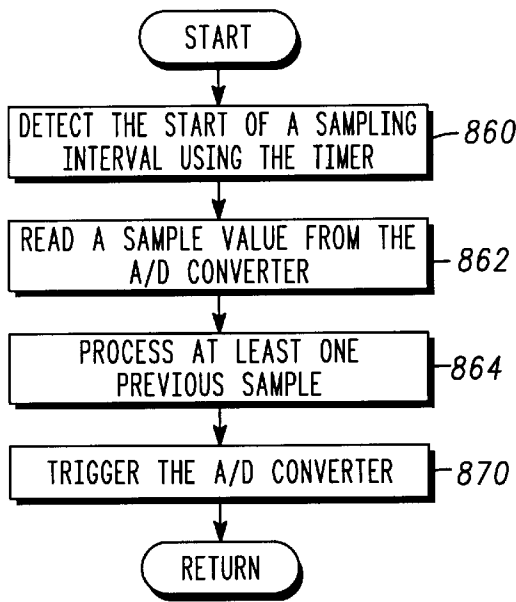 START
DETECT THE START OF A SAMPLING
INTERVAL USING THE TIMER
860
READ A SAMPLE VALUE FROM THE
A/D CONVERTER
862
PROCESS AT LEAST ONE
PREVIOUS SAMPLE
864
TRIGGER THE A/D CONVERTER
870
RETURN